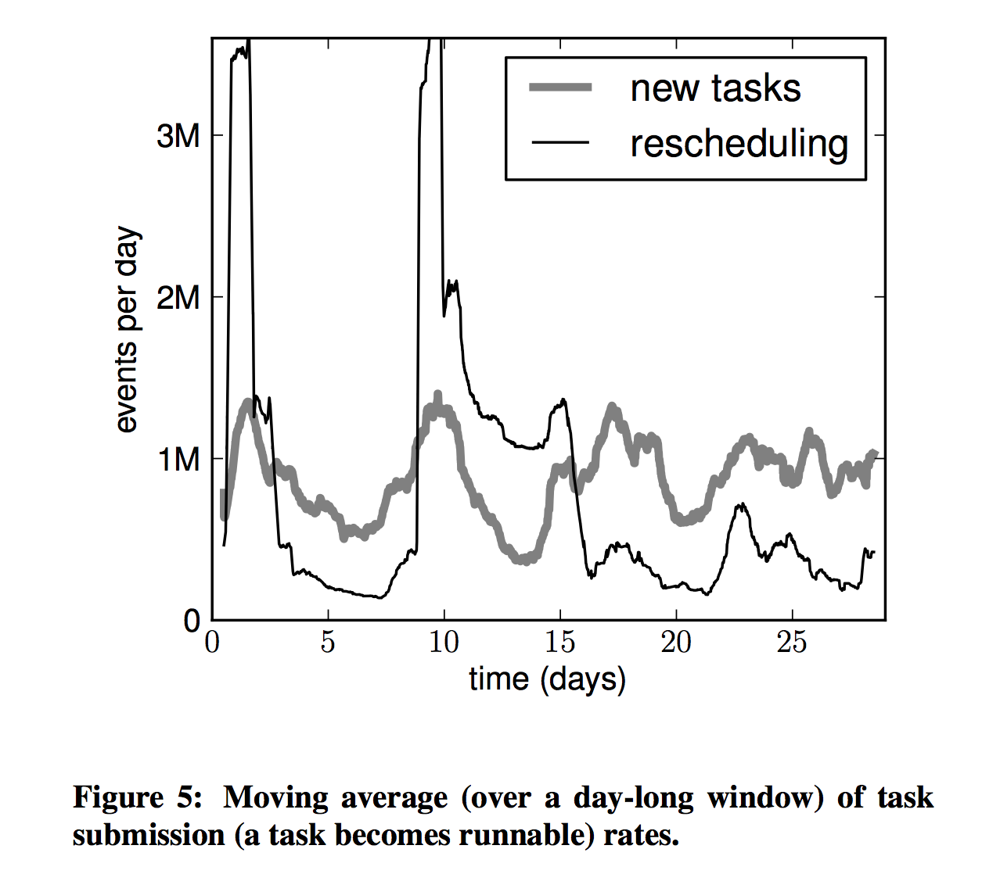 new tasks
rescheduling
3M
2M
1M
0
events per day
0 5 10 15 20 25
time (days)
Figure 5: Moving average (over a day-long window) of task
submission (a task becomes runnable) rates.